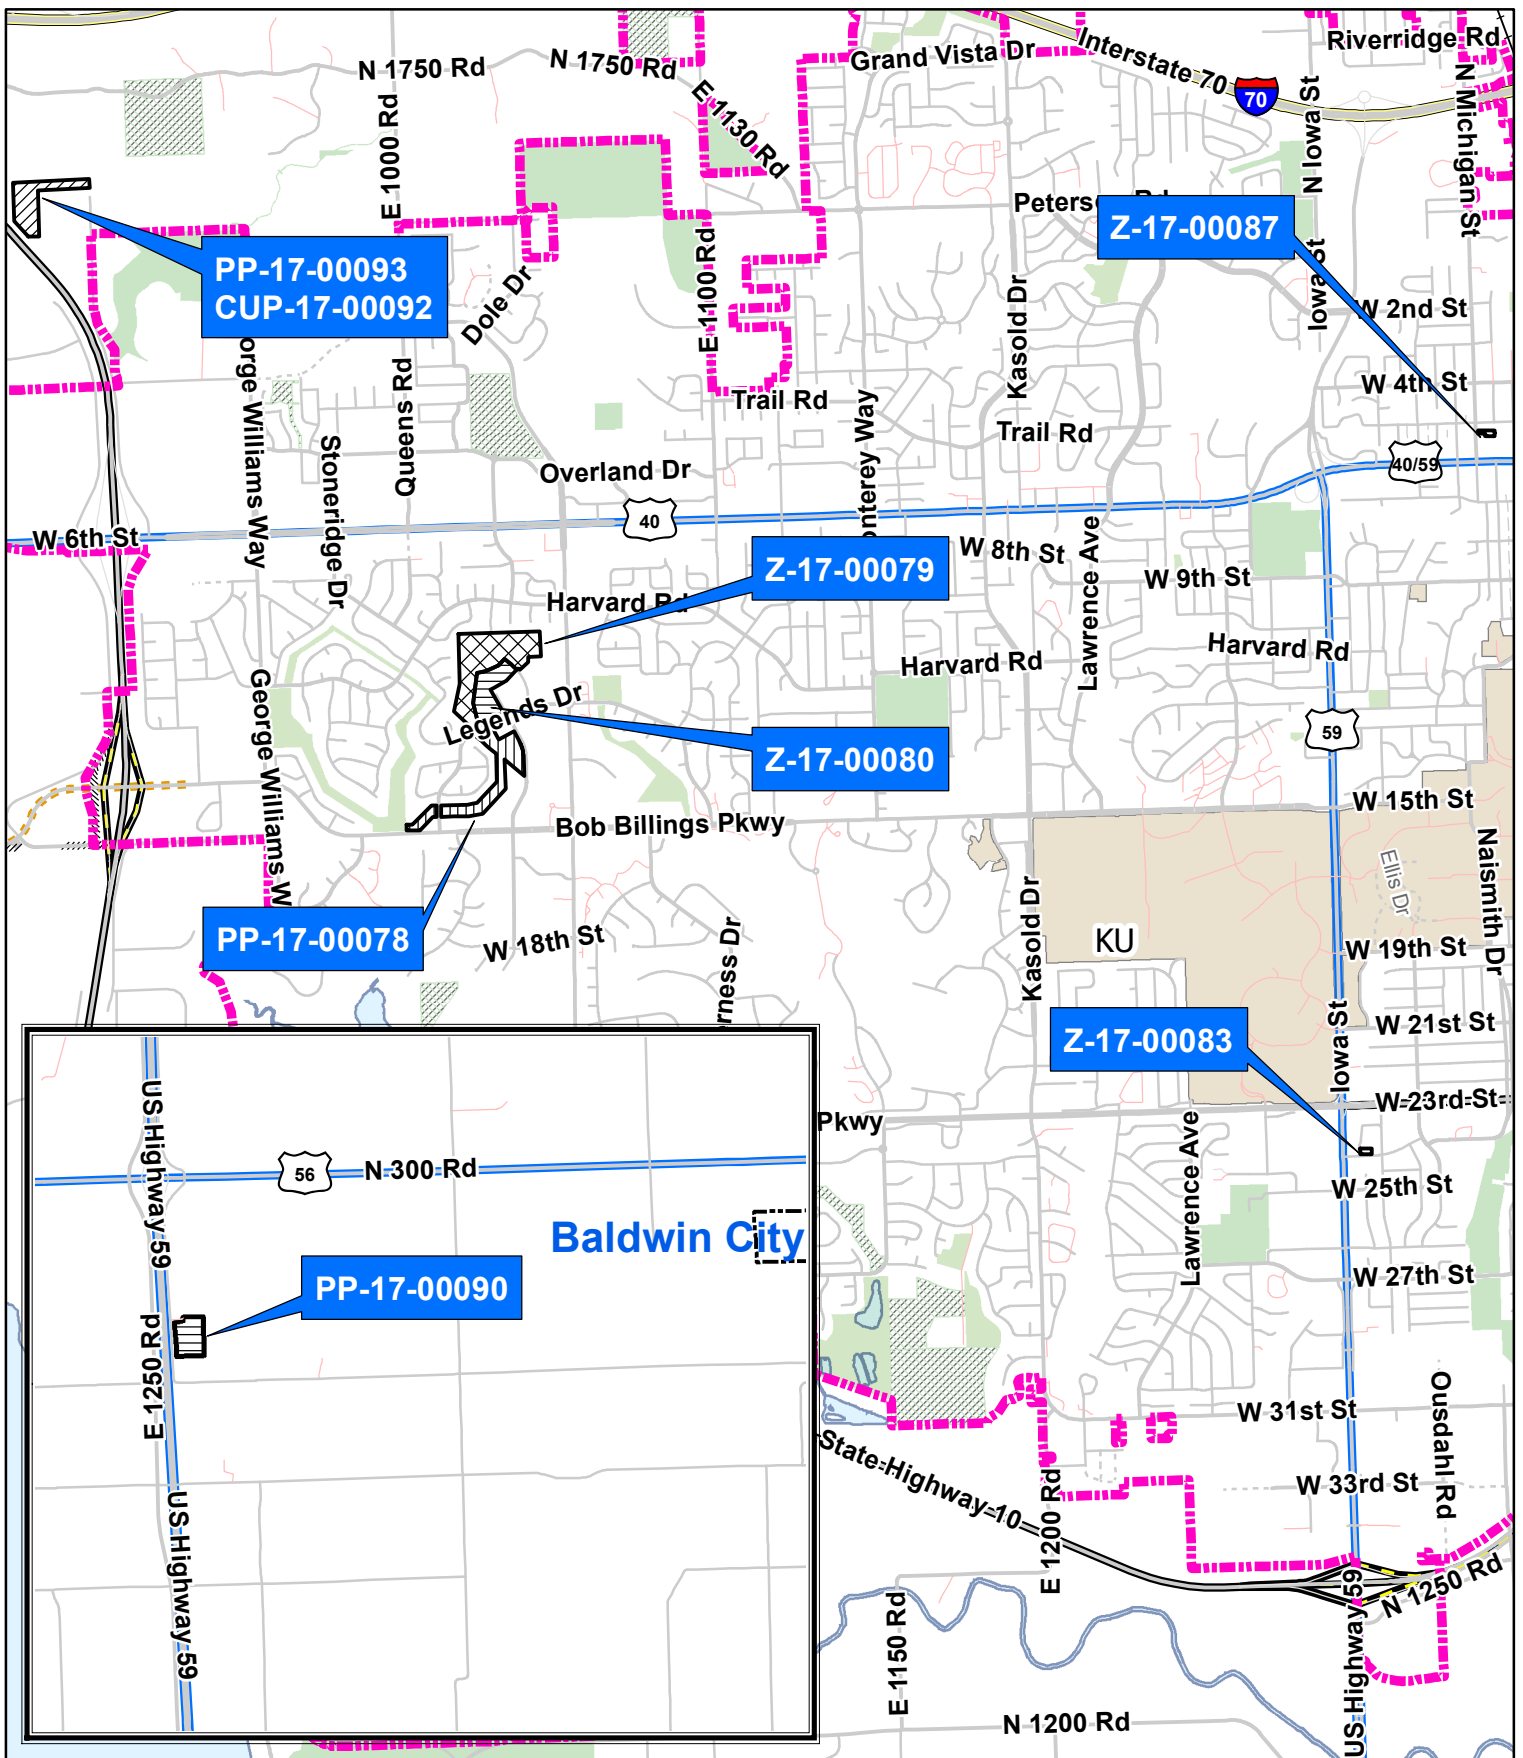 Riverridge Rd
Grand Vista Dr
Interstate 70
70
N 1750 Rd
N 1750 Rd
E 1130 Rd
E 1000 Rd
N Iowa St
N Michigan St
PP-17-00093
CUP-17-00092
Z-17-00087
Dole Dr
E 1100 Rd
Kasold Dr
Iowa St
W 2nd St
W 4th St
Trail Rd
Trail Rd
Queens Rd
Stoneridge Dr
orge Williams Way
onterey Way
Overland Dr
40/59
40
W 6th St
Z-17-00079
W 8th St
W 9th St
Lawrence Ave
Harvard Rd
Harvard Rd
Harvard Rd
George Williams W
Legends Dr
Z-17-00080
59
Bob Billings Pkwy
W 15th St
Naismith Dr
Ellis Dr
PP-17-00078
W 18th St
rness Dr
Kasold Dr
KU
W 19th St
Iowa St
W 21st St
Z-17-00083
W 23rd St
Pkwy
Lawrence Ave
W 25th St
W 27th St
US Highway 59
56
N 300 Rd
Baldwin City
PP-17-00090
E 1250 Rd
US Highway 59
W 31st St
Ousdahl Rd
W 33rd St
State Highway 10
E 1200 Rd
E 1150 Rd
US Highway 59
N 1250 Rd
N 1200 Rd